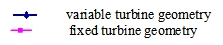 variable turbine geometry
fixed turbine geometry